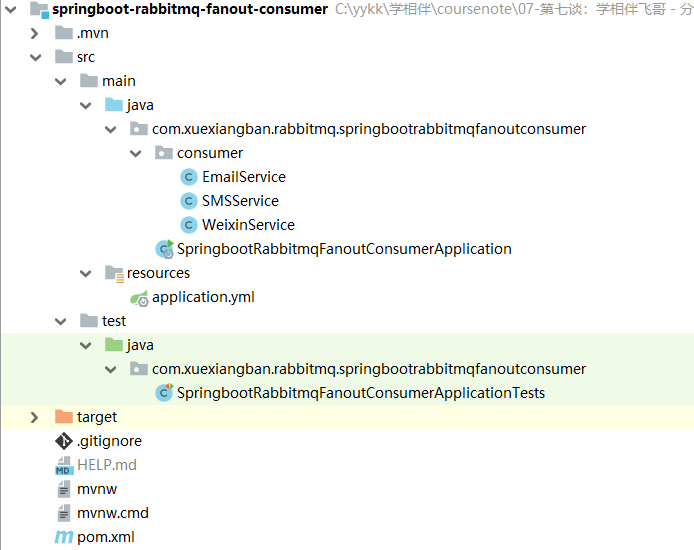 springboot-rabbitmq-fanout-consumer C:\yykk\学相伴\coursenote\07-第七谈：学相伴飞哥 - 分
.mvn
src
main
java
com.xuexiangban.rabbitmq.springbootrabbitmqfanoutconsumer
consumer
C EmailService
C SMSService
C WeixinService
C SpringbootRabbitmqFanoutConsumerApplication
resources
application.yml
test
java
com.xuexiangban.rabbitmq.springbootrabbitmqfanoutconsumer
C SpringbootRabbitmqFanoutConsumerApplicationTests
target
.gitignore
MD HELP.md
mvnw
mvnw.cmd
m pom.xml